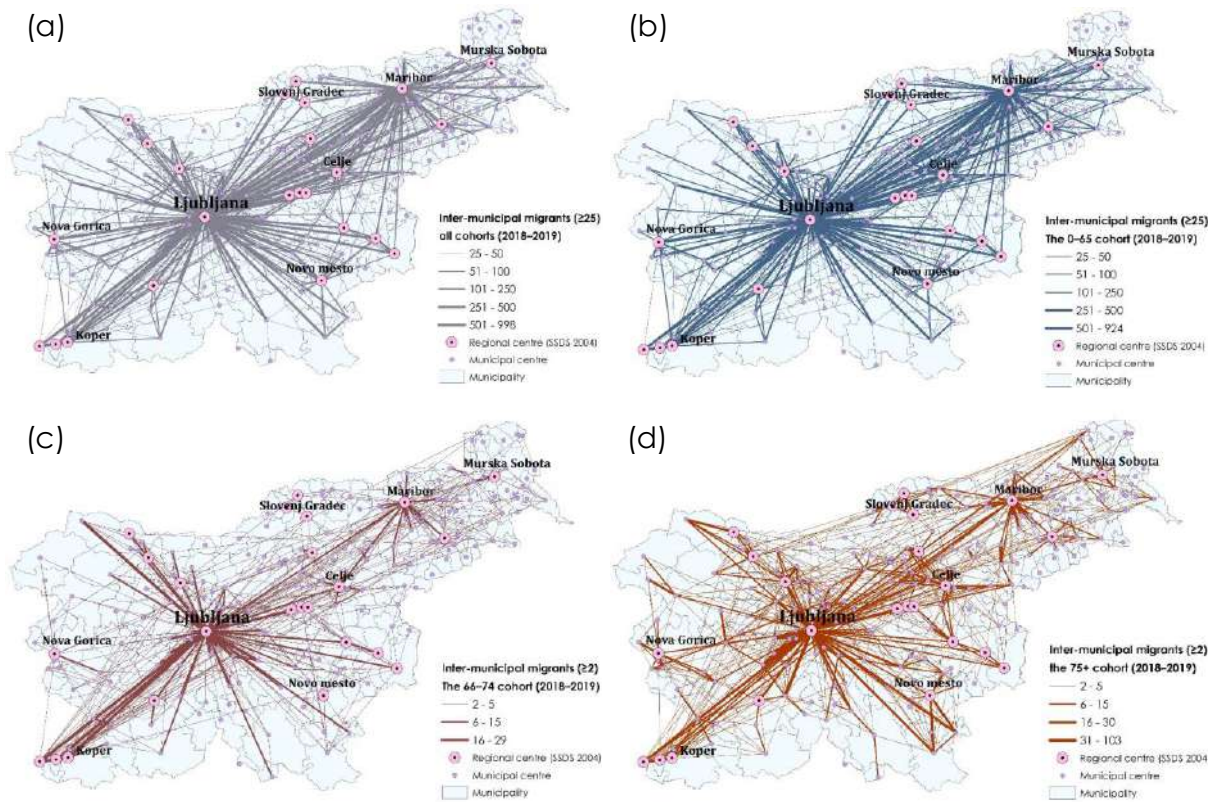 (a)
Murska Sobota
Maribor
Slovenj Gradec
Celje
Ljubljana
Nova Gorica
Novo mesto
Koper
Inter-municipal migrants (≥25)
all cohorts (2018–2019)
25 - 50
51 - 100
101 - 250
251 - 500
501 - 998
Regional centre (SSDS 2004)
Municipal centre
Municipality
(b)
Murska Sobota
Maribor
Slovenj Gradec
Celje
Ljubljana
Nova Gorica
Novo mesto
Koper
Inter-municipal migrants (≥25)
The 0–65 cohort (2018–2019)
25 - 50
51 - 100
101 - 250
251 - 500
501 - 924
Regional centre (SSDS 2004)
Municipal centre
Municipality
(c)
Murska Sobota
Maribor
Slovenj Gradec
Celje
Ljubljana
Nova Gorica
Novo mesto
Koper
Inter-municipal migrants (≥2)
The 66–74 cohort (2018–2019)
2 - 5
6 - 15
16 - 29
Regional centre (SSDS 2004)
Municipal centre
Municipality
(d)
Murska Sobota
Maribor
Slovenj Gradec
Celje
Ljubljana
Nova Gorica
Novo mesto
Koper
Inter-municipal migrants (≥2)
the 75+ cohort (2018–2019)
2 - 5
6 - 15
16 - 30
31 - 103
Regional centre (SSDS 2004
Municipal centre
Municipality